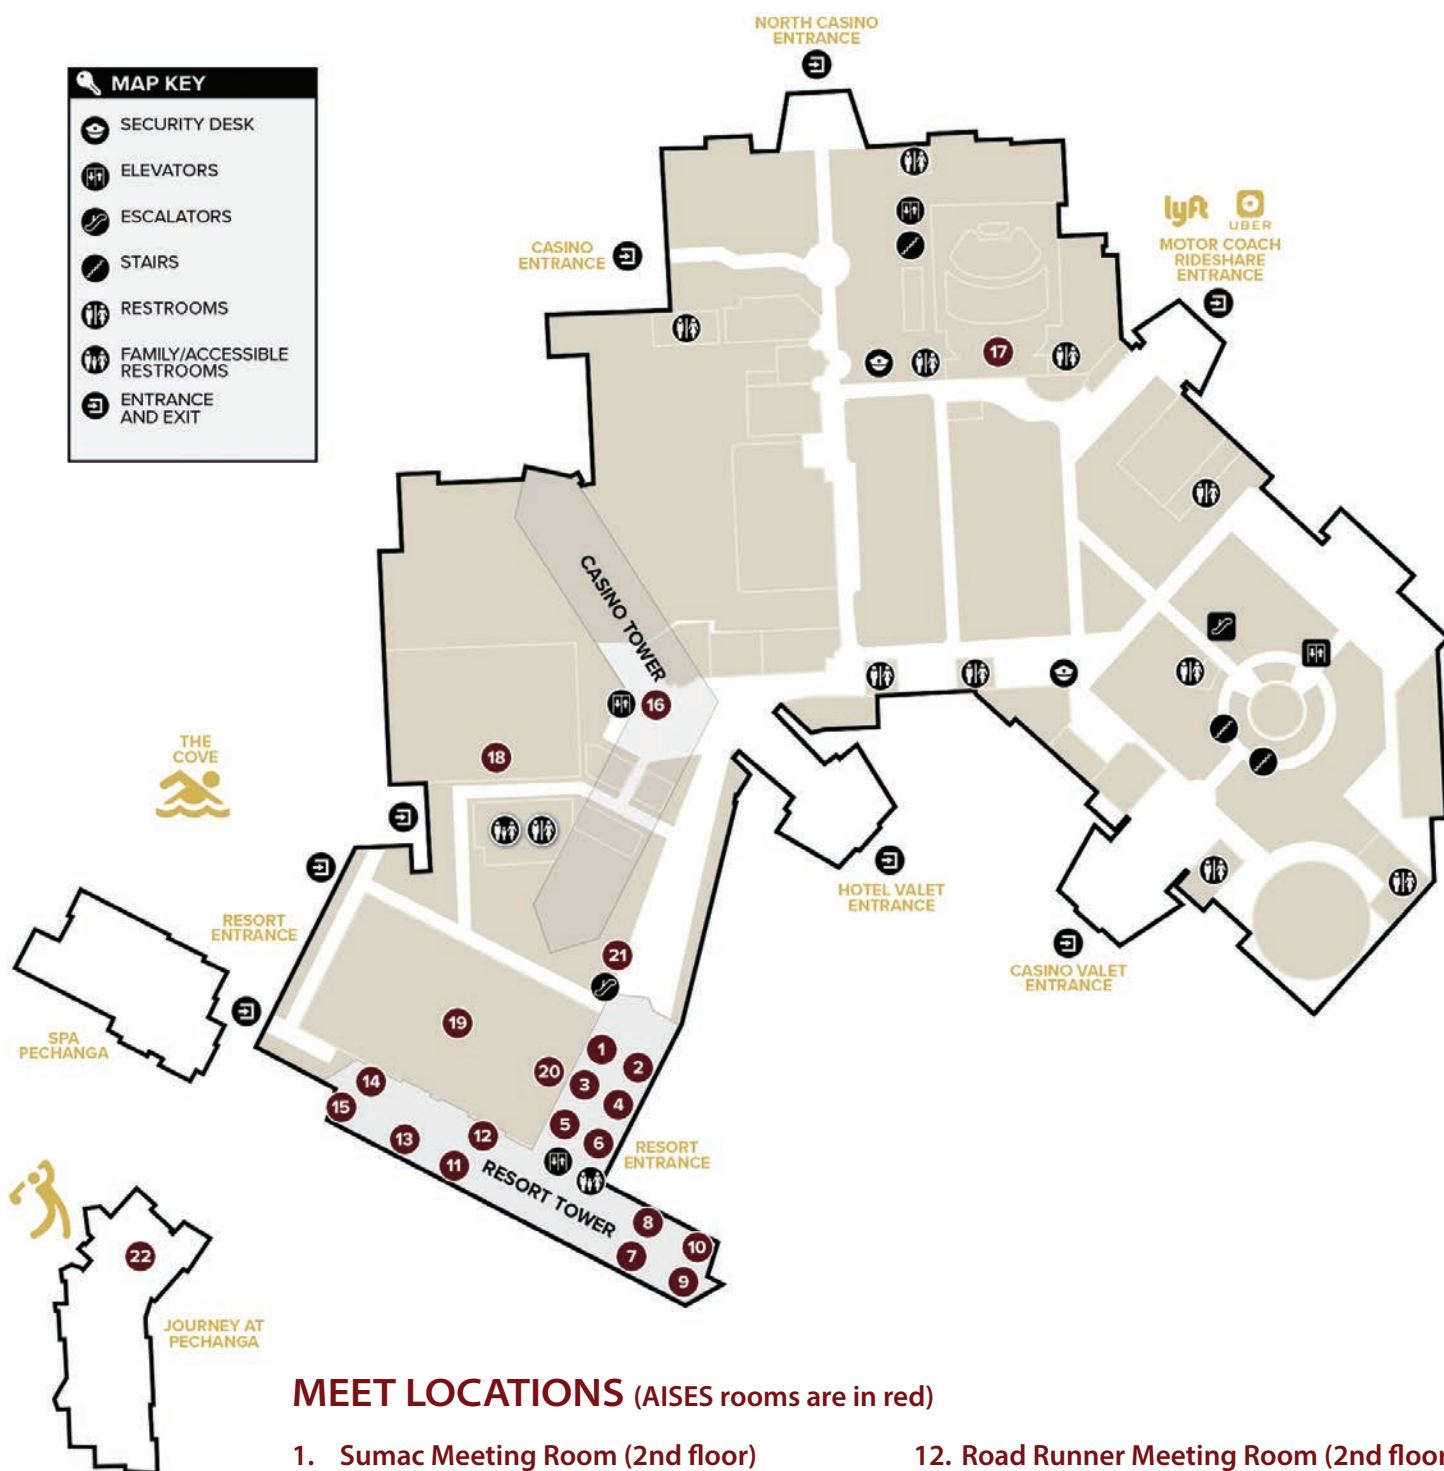 NORTH CASINO
ENTRANCE
MAP KEY
SECURITY DESK
ELEVATORS
ESCALATORS
STAIRS
RESTROOMS
FAMILY/ACCESSIBLE
RESTROOMS
ENTRANCE
AND EXIT
CASINO
ENTRANCE
lyft
UBER
MOTOR COACH
RIDESHARE
ENTRANCE
17
CASINO TOWER
16
18
THE
COVE
HOTEL VALET
ENTRANCE
RESORT
ENTRANCE
CASINO VALET
ENTRANCE
21
SPA
PECHANGA
19
1
2
20
3
14
4
15
5
12
13
6
11
RESORT
ENTRANCE
RESORT TOWER
8
7
10
9
22
JOURNEY AT
PECHANGA
MEET LOCATIONS (AISES rooms are in red)
1. Sumac Meeting Room (2nd floor)
12. Road Runner Meeting Room (2nd floor